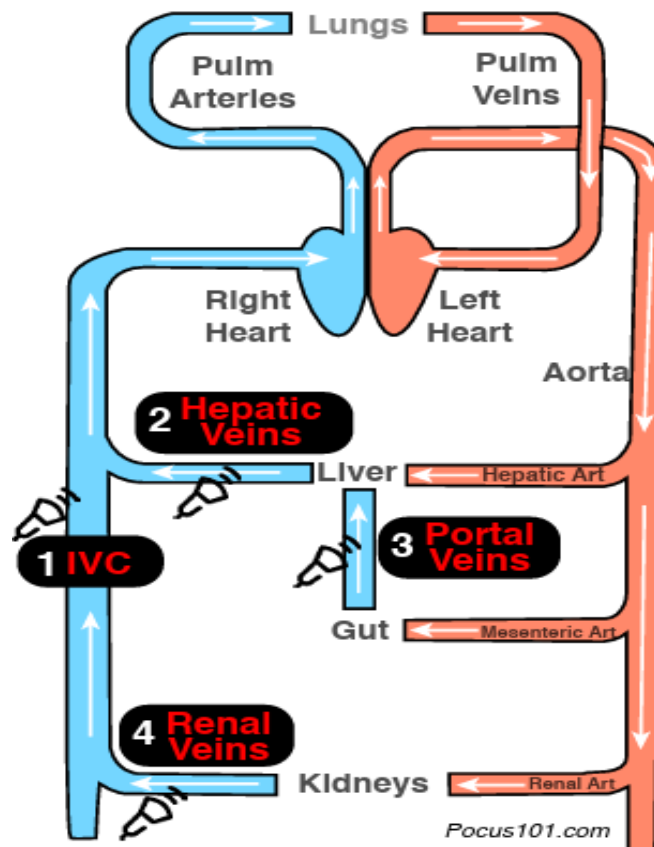 Lungs
Pulm
Arteries
Pulm
Veins
Right
Heart
Left
Heart
Aorta
2 Hepatic
Veins
Liver
Hepatic Art
1 IVC
3 Portal
Veins
Gut
Mesenteric Art
4 Renal
Veins
Kidneys
Renal Art
Pocus101.com